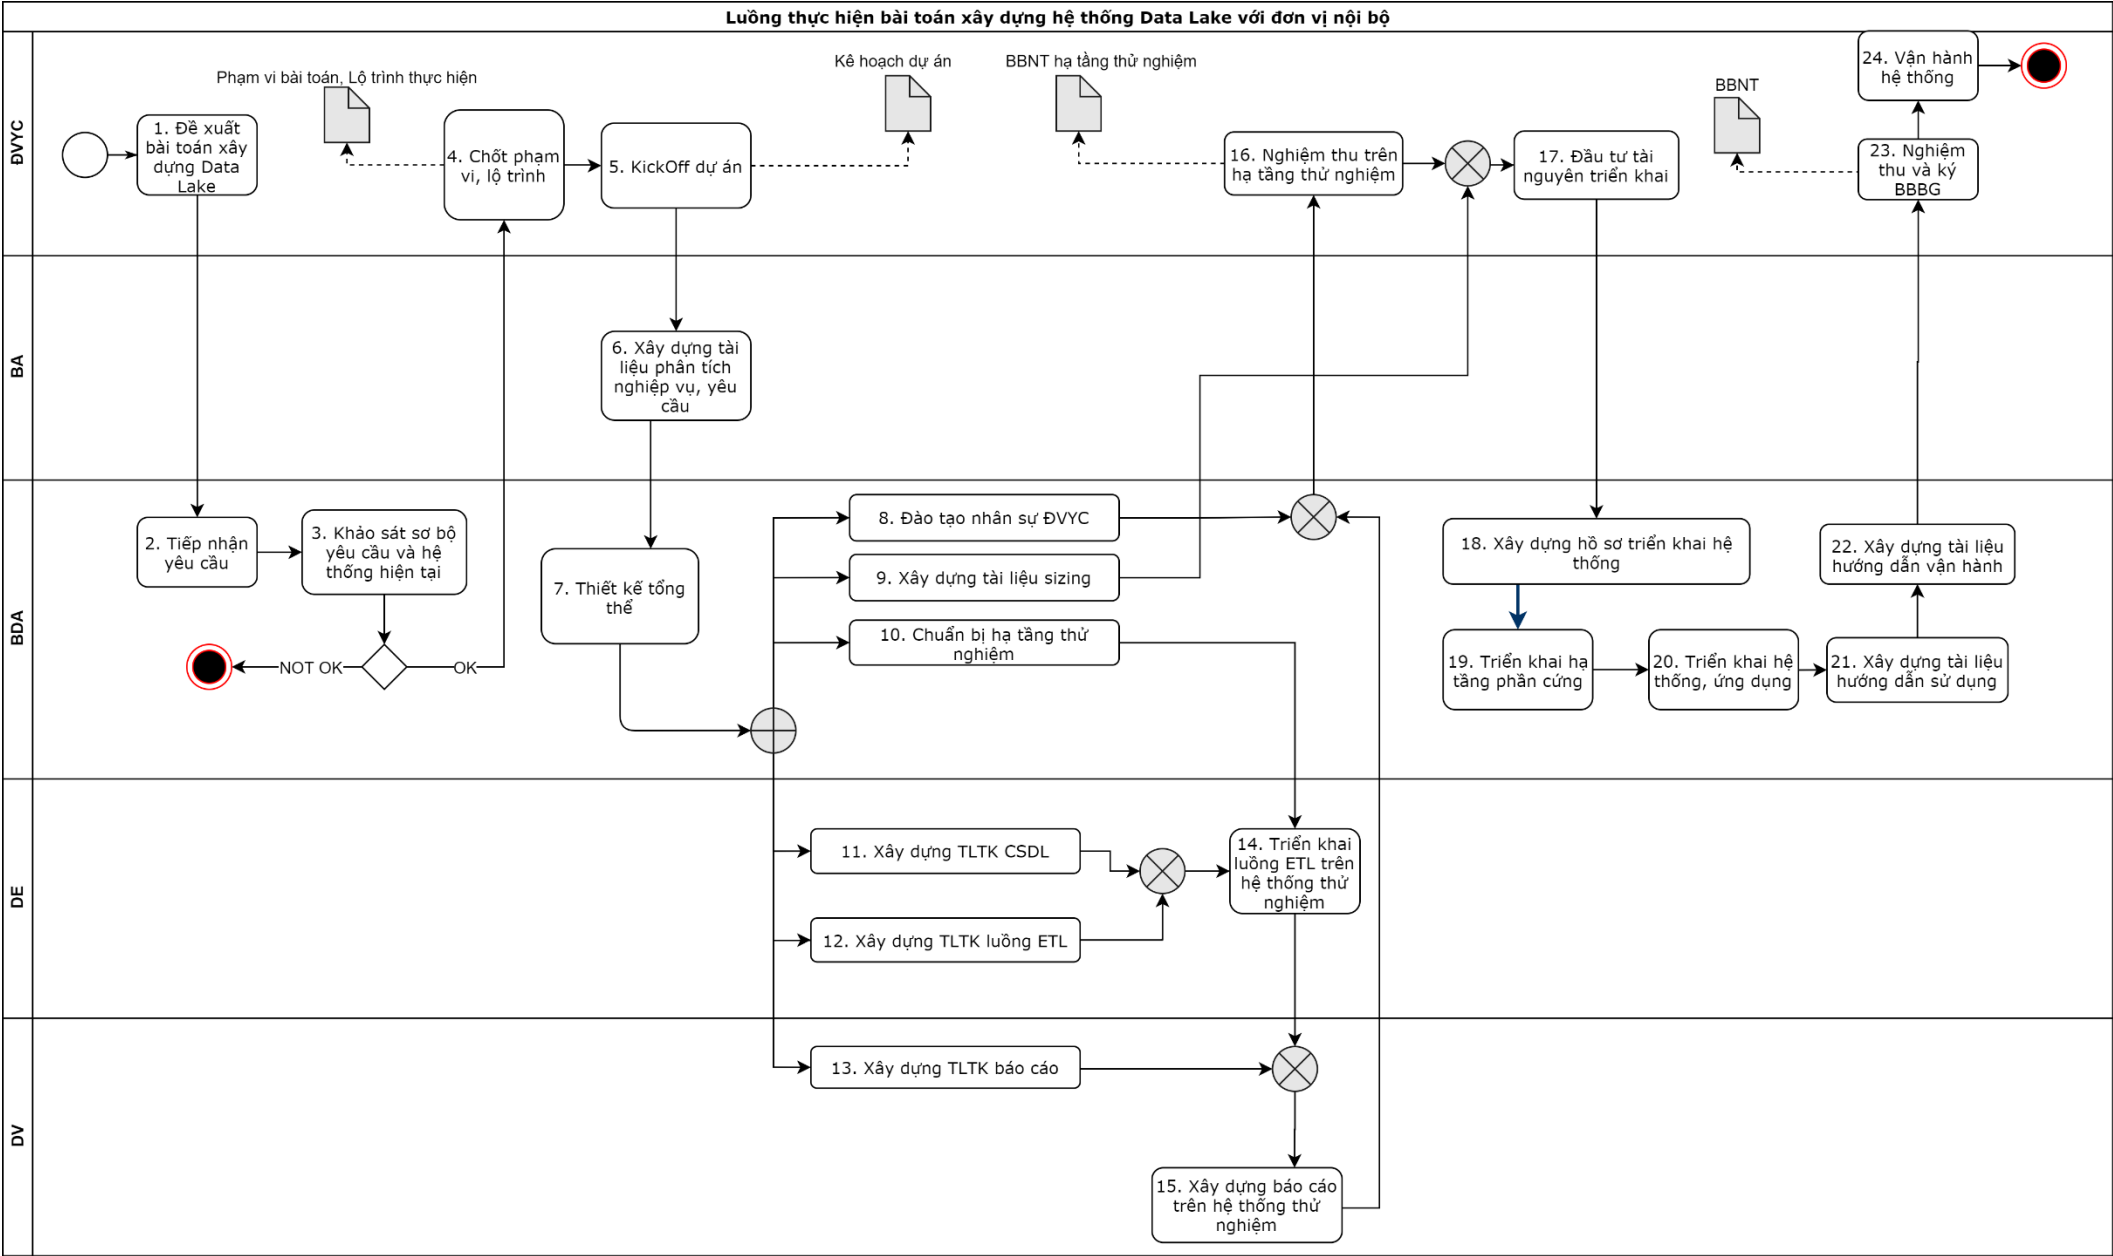 Luồng thực hiện bài toán xây dựng hệ thống Data Lake với đơn vị nội bộ
ĐVYC
Phạm vi bài toán, Lộ trình thực hiện
1. Đề xuất
bài toán xây
dựng Data
Lake
4. Chốt phạm
vi, lộ trình
5. KickOff dự án
Kê hoạch dự án
BBNT hạ tầng thử nghiệm
16. Nghiệm thu trên
hạ tầng thử nghiệm
17. Đầu tư tài
nguyên triển khai
BBNT
24. Vận hành
hệ thống
23. Nghiệm
thu và ký
BBBG
BA
6. Xây dựng tài
liệu phân tích
nghiệp vụ, yêu
cầu
BDA
2. Tiếp nhận
yêu cầu
3. Khảo sát sơ bộ
yêu cầu và hệ
thống hiện tại
NOT OK
OK
7. Thiết kế tổng
thể
8. Đào tạo nhân sự ĐVYC
9. Xây dựng tài liệu sizing
10. Chuẩn bị hạ tầng thử
nghiệm
18. Xây dựng hồ sơ triển khai hệ
thống
19. Triển khai hạ
tầng phần cứng
20. Triển khai hệ
thống, ứng dụng
21. Xây dựng tài liệu
hướng dẫn sử dụng
22. Xây dựng tài liệu
hướng dẫn vận hành
DE
11. Xây dựng TLTK CSDL
12. Xây dựng TLTK luồng ETL
14. Triển khai
luồng ETL trên
hệ thống thử
nghiệm
DV
13. Xây dựng TLTK báo cáo
15. Xây dựng báo cáo
trên hệ thống thử
nghiệm